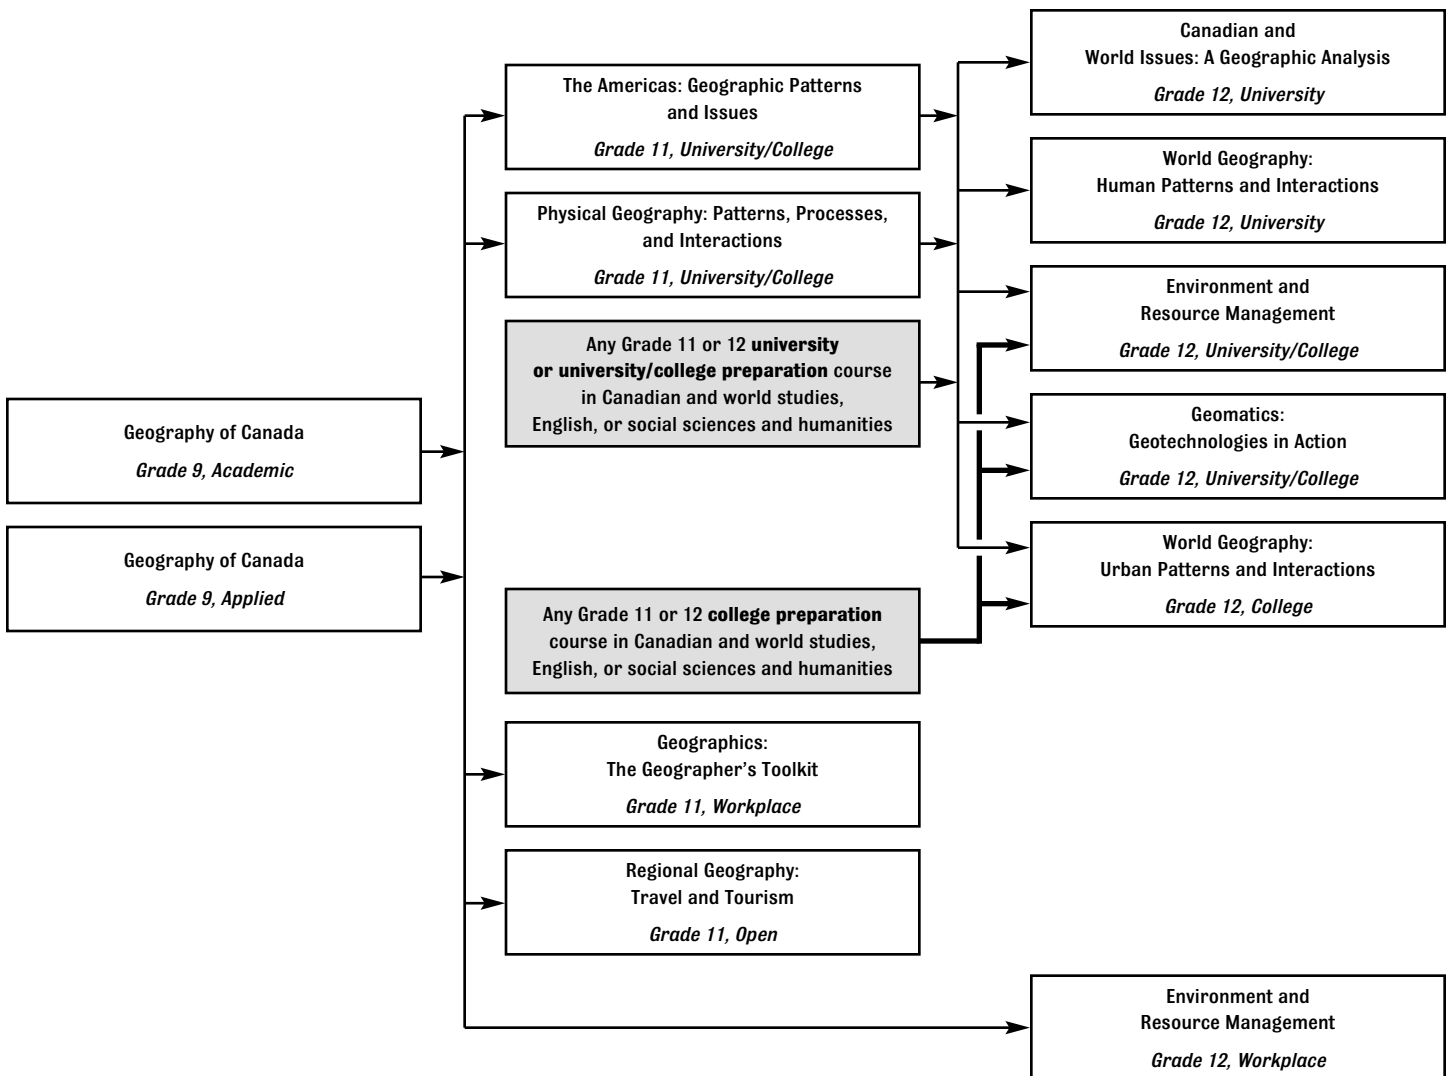 Geography of Canada
Grade 9, Academic
Geography of Canada
Grade 9, Applied
The Americas: Geographic Patterns
and Issues
Grade 11, University/College
Physical Geography: Patterns, Processes,
and Interactions
Grade 11, University/College
Any Grade 11 or 12 university
or university/college preparation course
in Canadian and world studies,
English, or social sciences and humanities
Any Grade 11 or 12 college preparation
course in Canadian and world studies,
English, or social sciences and humanities
Geographics:
The Geographer's Toolkit
Grade 11, Workplace
Regional Geography:
Travel and Tourism
Grade 11, Open
Canadian and
World Issues: A Geographic Analysis
Grade 12, University
World Geography:
Human Patterns and Interactions
Grade 12, University
Environment and
Resource Management
Grade 12, University/College
Geomatics:
Geotechnologies in Action
Grade 12, University/College
World Geography:
Urban Patterns and Interactions
Grade 12, College
Environment and
Resource Management
Grade 12, Workplace